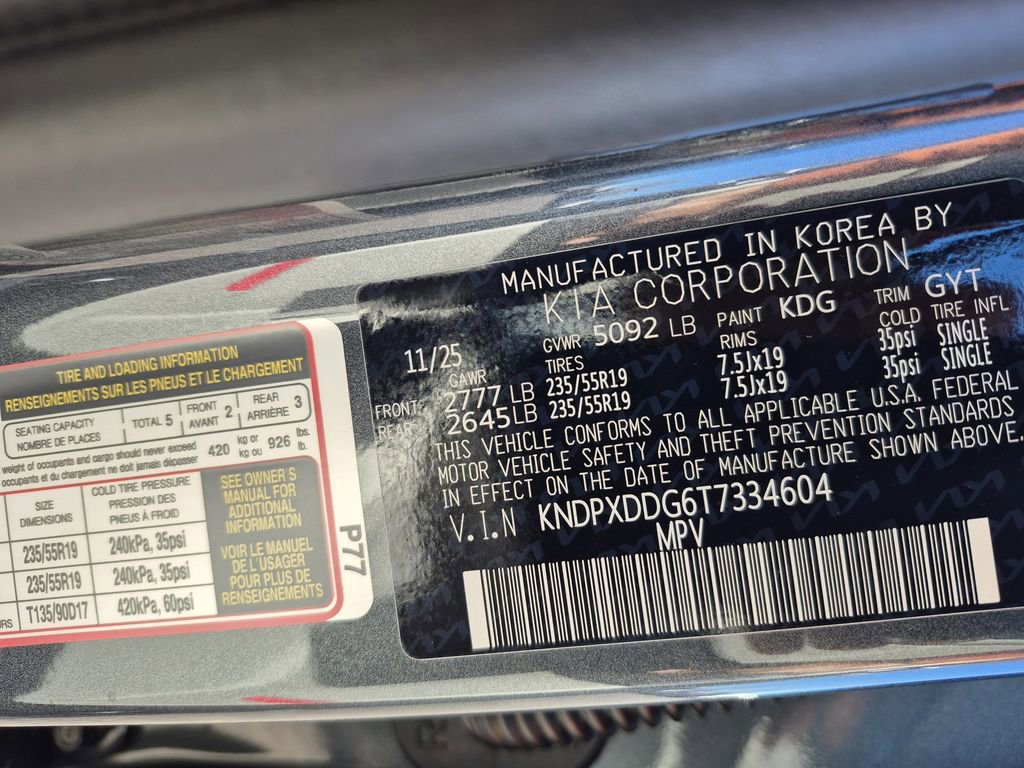 MANUFACTURED IN KOREA BY
KIA CORPORATION
11/25 GVWR 5092 LB PAINT KDG TRIM GYT
GAWR TIRES RIMS COLD TIRE INFL
FRONT: 2777 LB 235/55R19 7.5Jx19 35psi SINGLE
REAR: 2645 LB 235/55R19 7.5Jx19 35psi SINGLE
THIS VEHICLE CONFORMS TO ALL APPLICABLE U.S.A. FEDERAL
MOTOR VEHICLE SAFETY AND THEFT PREVENTION STANDARDS
IN EFFECT ON THE DATE OF MANUFACTURE SHOWN ABOVE.
V.I.N KNDPXDDG6T7334604
MPV
TIRE AND LOADING INFORMATION
RENSEIGNEMENTS SUR LES PNEUS ET LE CHARGEMENT
SEATING CAPACITY
NOMBRE DE PLACES
TOTAL 5
FRONT
AVANT 2
REAR
ARRIÈRE 3
weight of occupants and cargo should never exceed
occupants et du chargement ne doit jamais dépasser
420 kg or
kg ou 926 lbs.
lb.
SIZE
DIMENSIONS
COLD TIRE PRESSURE
PRESSION DES
PNEUS À FROID
235/55R19 240kPa, 35psi
235/55R19 240kPa, 35psi
T135/90D17 420kPa, 60psi
SEE OWNER'S
MANUAL FOR
ADDITIONAL
INFORMATION
VOIR LE MANUEL
DE L'USAGER
POUR PLUS DE
RENSEIGNEMENTS
P77